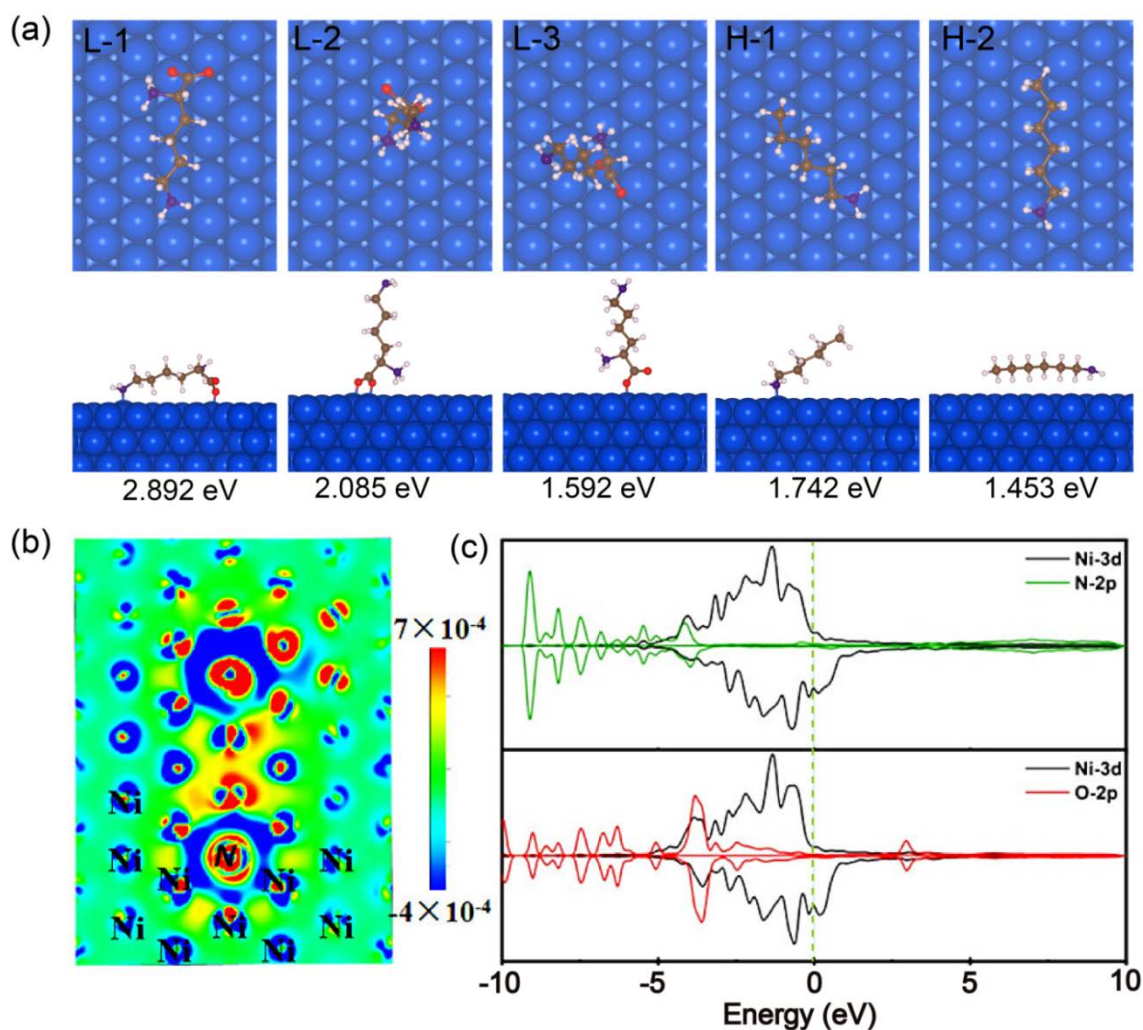 (a)
L-1
L-2
L-3
H-1
H-2
2.892 eV
2.085 eV
1.592 eV
1.742 eV
1.453 eV
(b)
7×10⁻⁴
-4×10⁻⁴
Ni
N
Ni
Ni
Ni
Ni
Ni
Ni
Ni
Ni
Ni
Ni
(c)
Ni-3d
N-2p
Ni-3d
O-2p
-10
-5
0
5
10
Energy (eV)